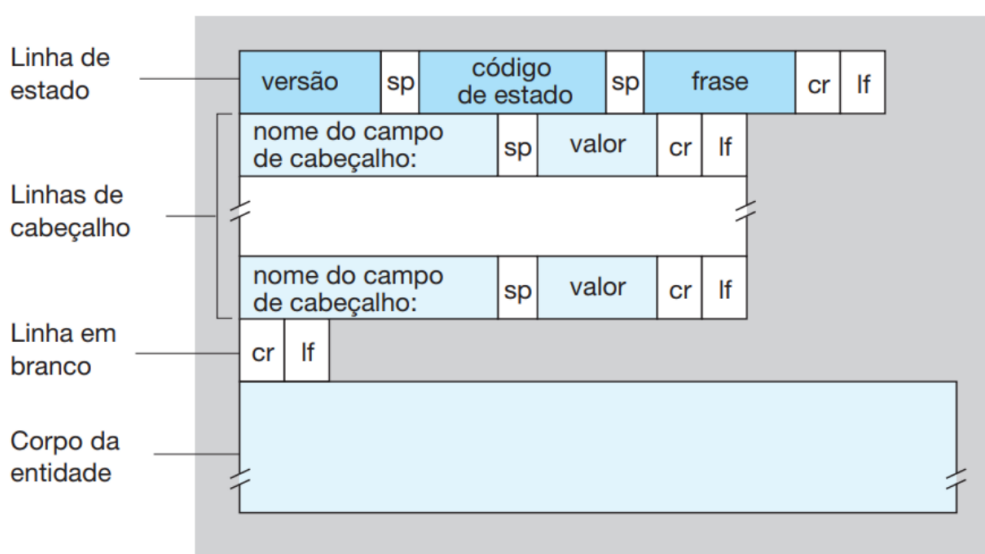 Linha de
estado
versão sp código
de estado sp frase cr lf
Linhas de
cabeçalho
nome do campo
de cabeçalho: sp valor cr lf
nome do campo
de cabeçalho: sp valor cr lf
Linha em
branco
cr lf
Corpo da
entidade